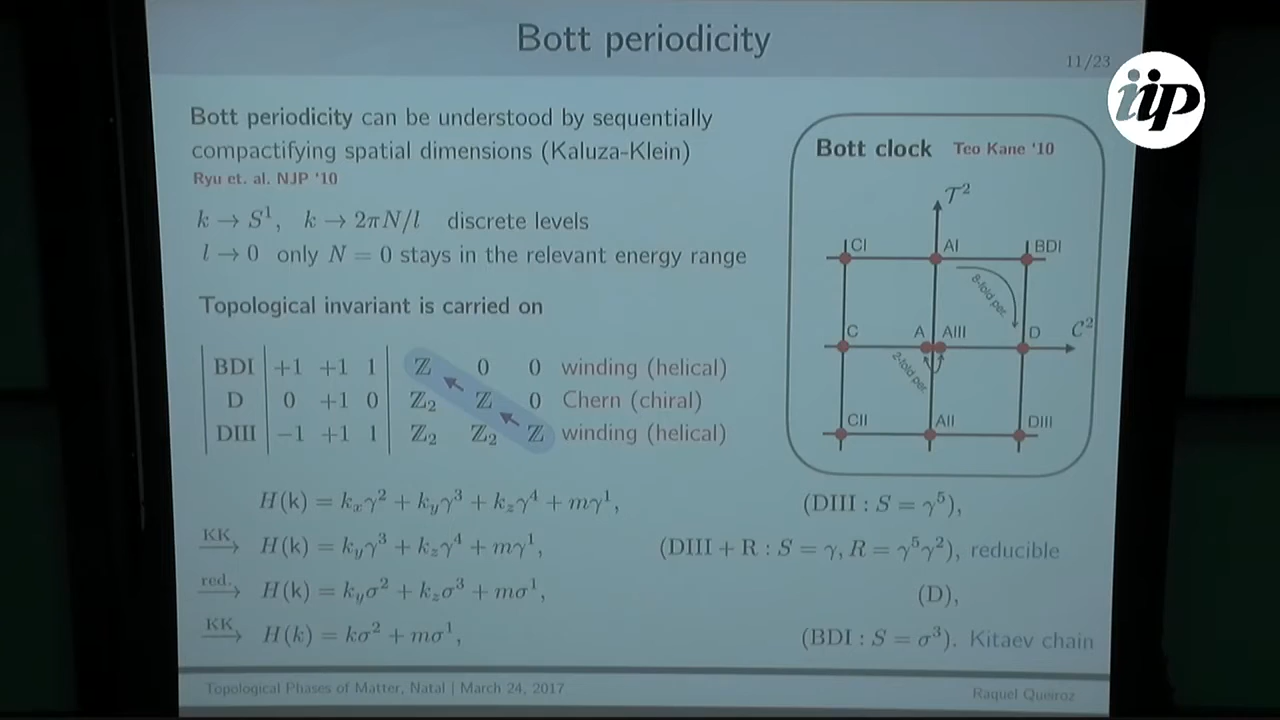 Bott periodicity
11/23
iip
Bott periodicity can be understood by sequentially
compactifying spatial dimensions (Kaluza-Klein)
Ryu et. al. NJP '10
k → S¹, k → 2πN/l discrete levels
l → 0 only N = 0 stays in the relevant energy range
Topological invariant is carried on
BDI +1 +1 1 ℤ 0 0 winding (helical)
D 0 +1 0 ℤ₂ ℤ 0 Chern (chiral)
DIII −1 +1 1 ℤ₂ ℤ₂ ℤ winding (helical)
Bott clock Teo Kane '10
𝒯²
CI AI BDI
8-fold per.
C A AIII D 𝒞²
2-fold per.
CII AII DIII
H(k) = kₓγ² + k_yγ³ + k_zγ⁴ + mγ¹, (DIII : S = γ⁵),
KK→ H(k) = k_yγ³ + k_zγ⁴ + mγ¹, (DIII + R : S = γ, R = γ⁵γ²), reducible
red.→ H(k) = k_yσ² + k_zσ³ + mσ¹, (D),
KK→ H(k) = kσ² + mσ¹, (BDI : S = σ³). Kitaev chain
Topological Phases of Matter, Natal | March 24, 2017
Raquel Queiroz